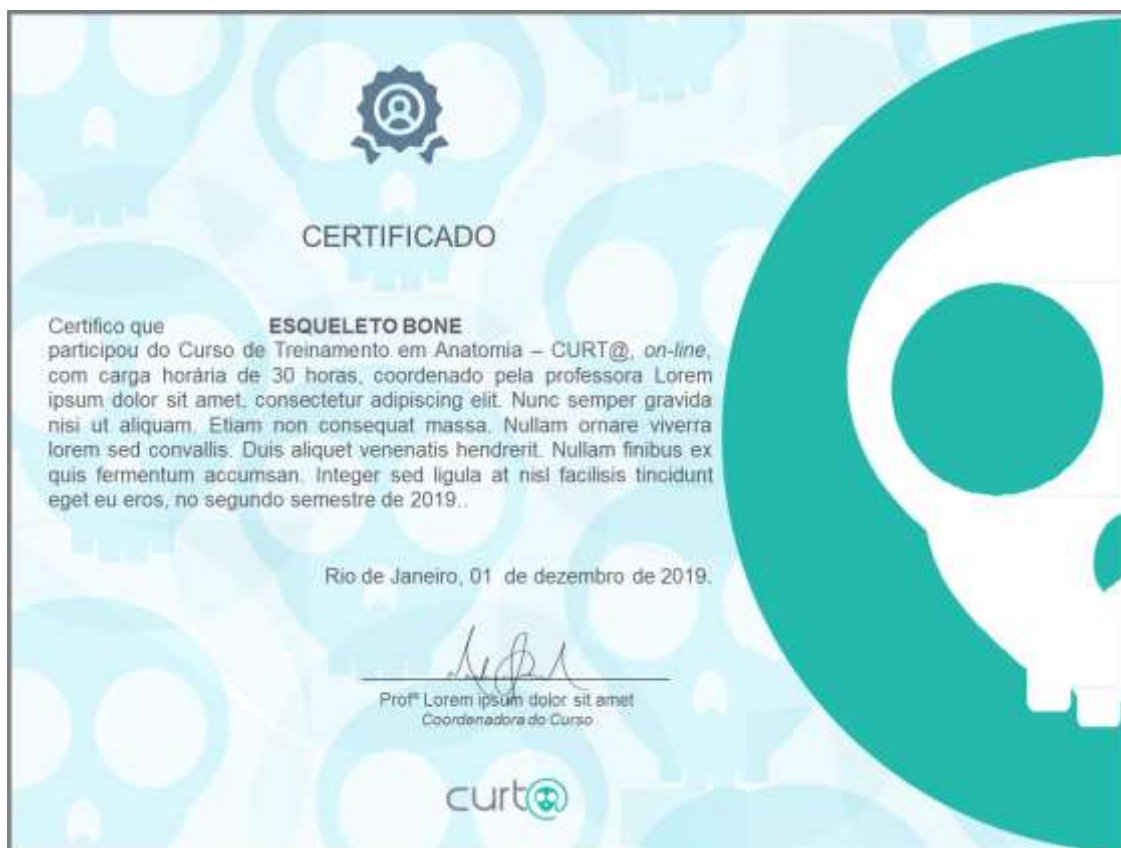 CERTIFICADO
Certifico que ESQUELETO BONE
participou do Curso de Treinamento em Anatomia – CURT@, on-line,
com carga horária de 30 horas, coordenado pela professora Lorem
ipsum dolor sit amet, consectetur adipiscing elit. Nunc semper gravida
nisi ut aliquam. Etiam non consequat massa. Nullam ornare viverra
lorem sed convallis. Duis aliquet venenatis hendrerit. Nullam finibus ex
quis fermentum accumsan. Integer sed ligula at nisl facilisis tincidunt
eget eu eros, no segundo semestre de 2019..
Rio de Janeiro, 01 de dezembro de 2019.
Profª Lorem ipsum dolor sit amet
Coordenadora do Curso
curt@